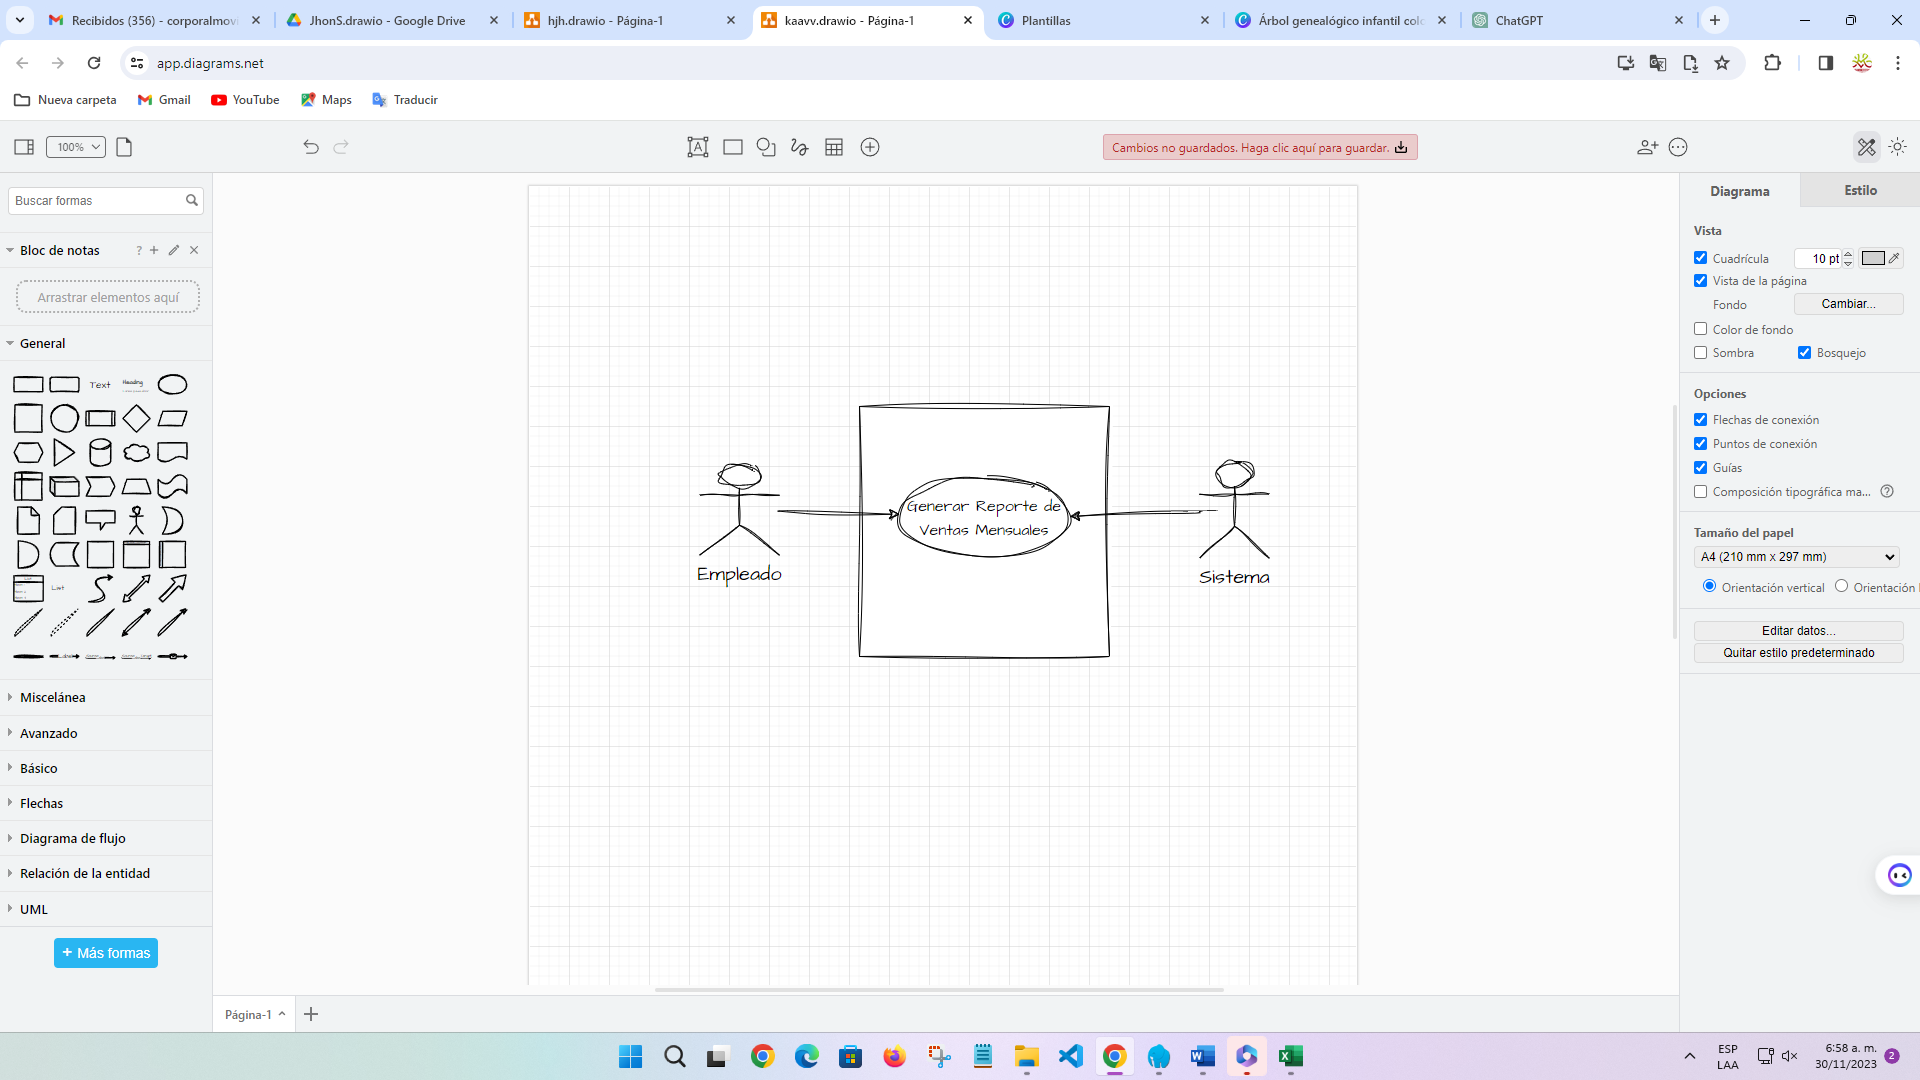 Recibidos (356) - corporalmov
JhonS.drawio - Google Drive
hjh.drawio - Página-1
kaavv.drawio - Página-1
Plantillas
Árbol genealógico infantil colo
ChatGPT
app.diagrams.net
Nueva carpeta
Gmail
YouTube
Maps
Traducir
100%
Cambios no guardados. Haga clic aquí para guardar.
Buscar formas
Bloc de notas
?
Arrastrar elementos aquí
General
Text
Heading
List
Miscelánea
Avanzado
Básico
Flechas
Diagrama de flujo
Relación de la entidad
UML
+ Más formas
Empleado
Generar Reporte de
Ventas Mensuales
Sistema
Página-1
Diagrama
Estilo
Vista
Cuadrícula
10 pt
Vista de la página
Fondo
Cambiar...
Color de fondo
Sombra
Bosquejo
Opciones
Flechas de conexión
Puntos de conexión
Guías
Composición tipográfica ma...
?
Tamaño del papel
A4 (210 mm x 297 mm)
Orientación vertical
Orientación
Editar datos...
Quitar estilo predeterminado
ESP
LAA
6:58 a. m.
30/11/2023
2